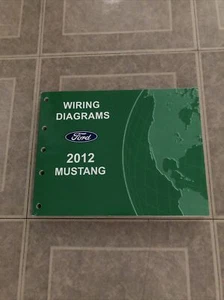 WIRING
DIAGRAMS
Ford
2012
MUSTANG